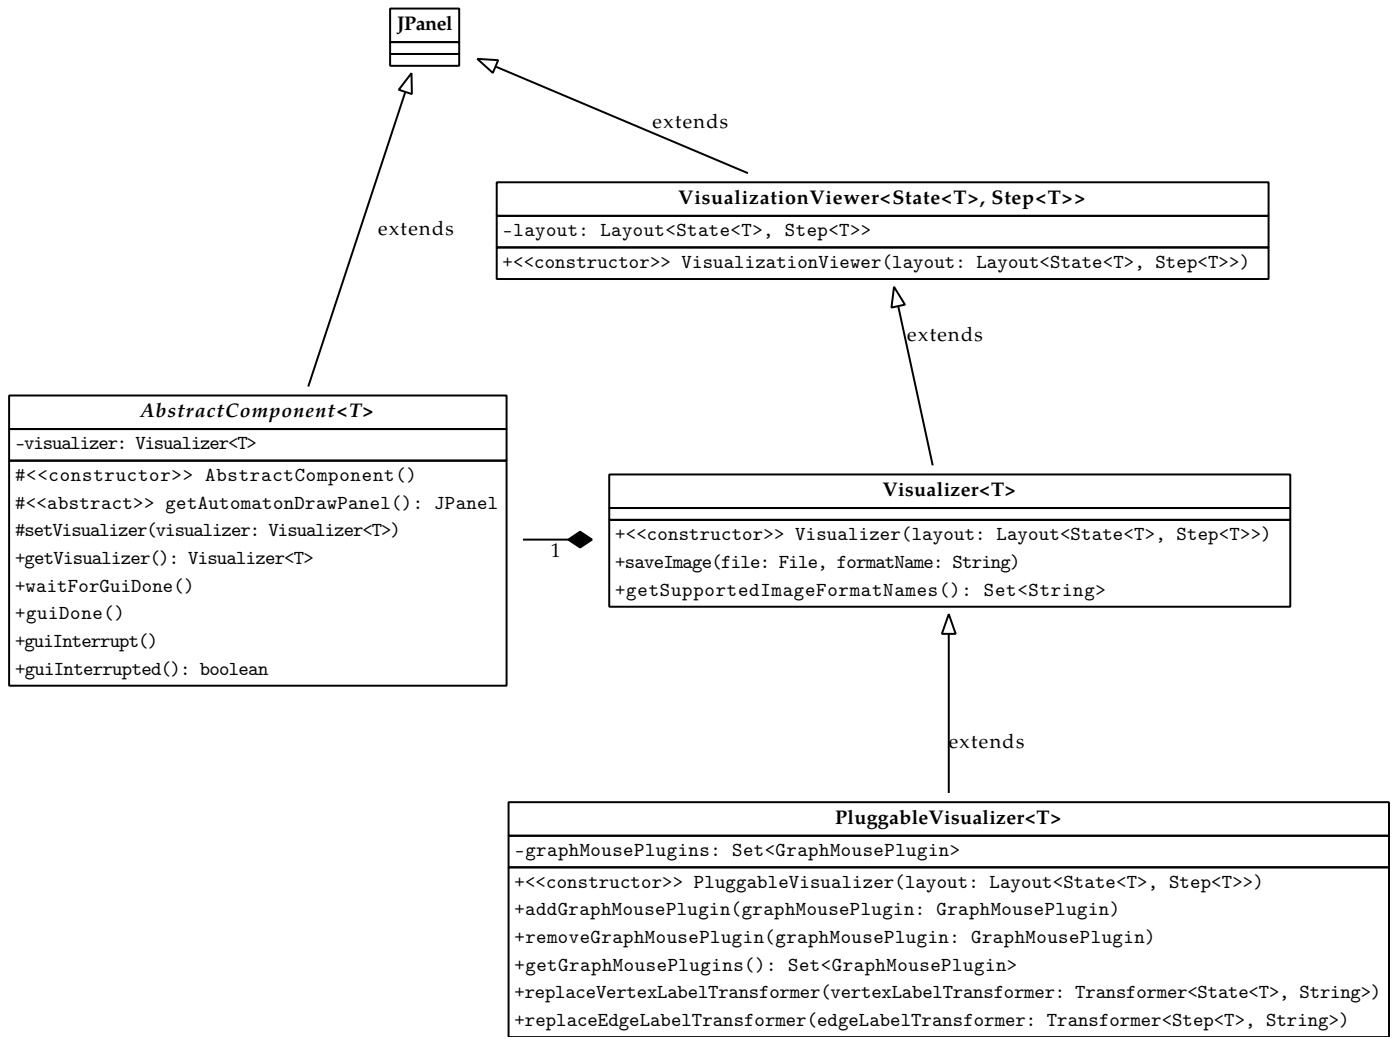 JPanel
extends
VisualizationViewer<State<T>, Step<T>>
-layout: Layout<State<T>, Step<T>>
+<<constructor>> VisualizationViewer(layout: Layout<State<T>, Step<T>>)
extends
extends
AbstractComponent<T>
-visualizer: Visualizer<T>
#<<constructor>> AbstractComponent()
#<<abstract>> getAutomatonDrawPanel(): JPanel
#setVisualizer(visualizer: Visualizer<T>)
+getVisualizer(): Visualizer<T>
+waitForGuiDone()
+guiDone()
+guiInterrupt()
+guiInterrupted(): boolean
1
Visualizer<T>
+<<constructor>> Visualizer(layout: Layout<State<T>, Step<T>>)
+saveImage(file: File, formatName: String)
+getSupportedImageFormatNames(): Set<String>
extends
PluggableVisualizer<T>
-graphMousePlugins: Set<GraphMousePlugin>
+<<constructor>> PluggableVisualizer(layout: Layout<State<T>, Step<T>>)
+addGraphMousePlugin(graphMousePlugin: GraphMousePlugin)
+removeGraphMousePlugin(graphMousePlugin: GraphMousePlugin)
+getGraphMousePlugins(): Set<GraphMousePlugin>
+replaceVertexLabelTransformer(vertexLabelTransformer: Transformer<State<T>, String>)
+replaceEdgeLabelTransformer(edgeLabelTransformer: Transformer<Step<T>, String>)